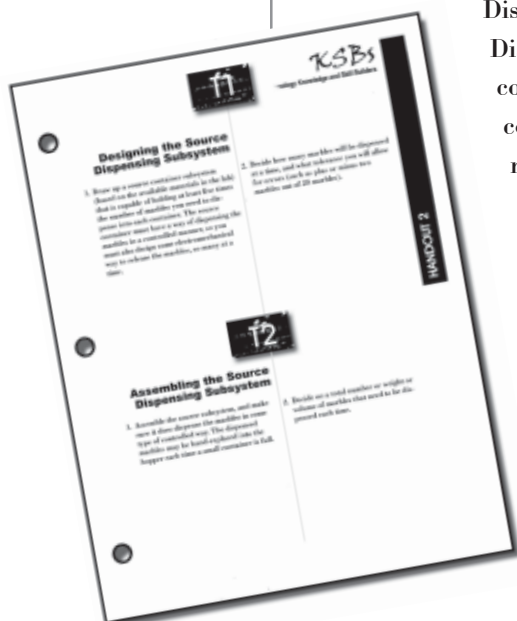 Dis
Di
co
co
r
T1
KSBs
nology Knowledge and Skill Builders
HANDOUT 2
Designing the Source
Dispensing Subsystem
1. Draw up a source container subsystem
(based on the available materials in the lab)
that is capable of holding at least five times
the number of marbles you need to dis-
pense into each container. The source
container must have a way of dispensing the
marbles in a controlled manner, so you
must also design some electromechanical
way to release the marbles, so many at a
time.
2. Decide how many marbles will be dispensed
at a time, and what tolerance you will allow
for errors (such as plus or minus two
marbles out of 20 marbles).
T2
Assembling the Source
Dispensing Subsystem
1. Assemble the source subsystem, and make
sure it does dispense the marbles in some
type of controlled way. The dispensed
marbles may be hand-explored into the
hopper each time a small container is full.
2. Decide on a total number or weight or
volume of marbles that need to be dis-
pensed each time.